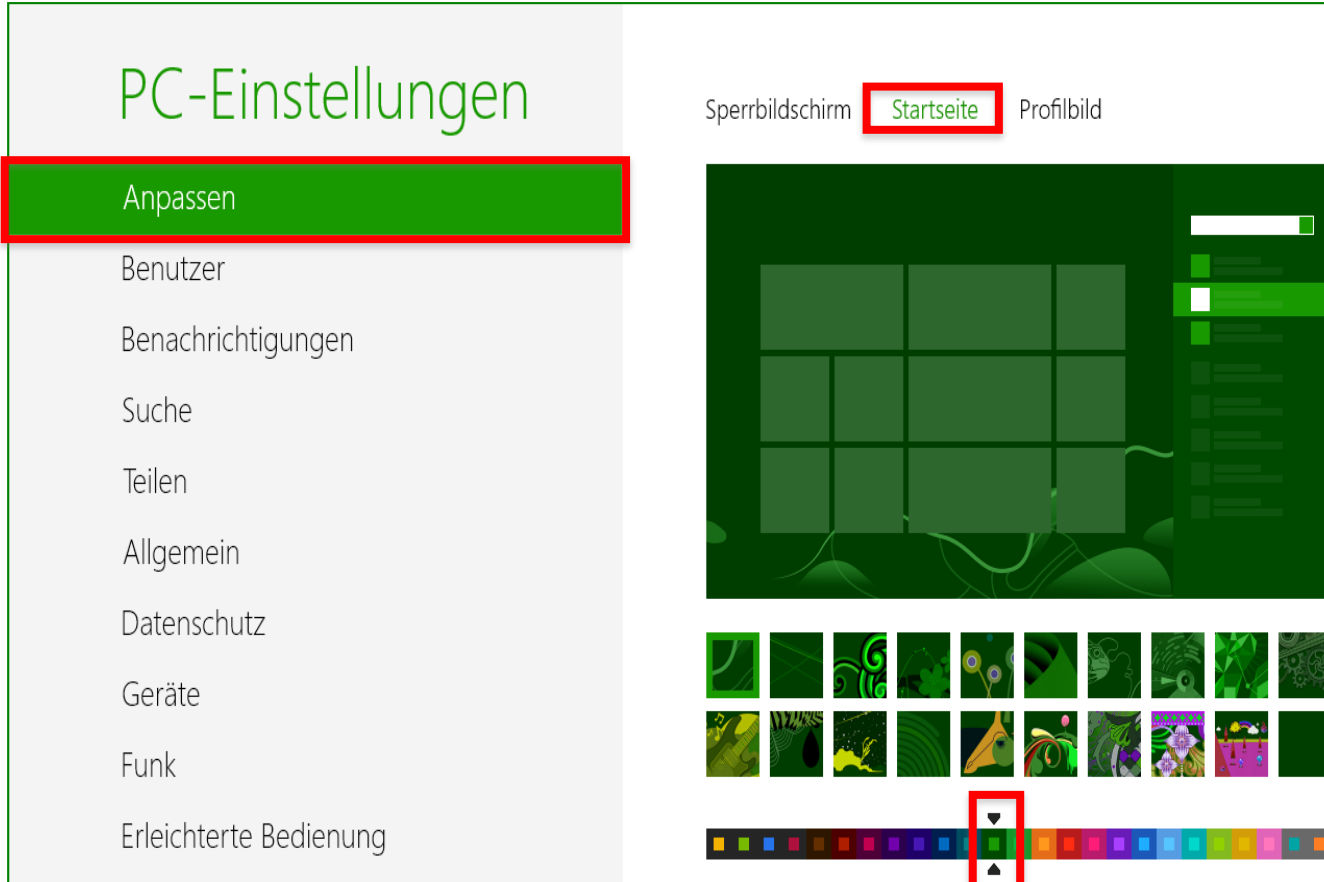 PC-Einstellungen
Anpassen
Benutzer
Benachrichtigungen
Suche
Teilen
Allgemein
Datenschutz
Geräte
Funk
Erleichterte Bedienung
Sperrbildschirm Startseite Profilbild